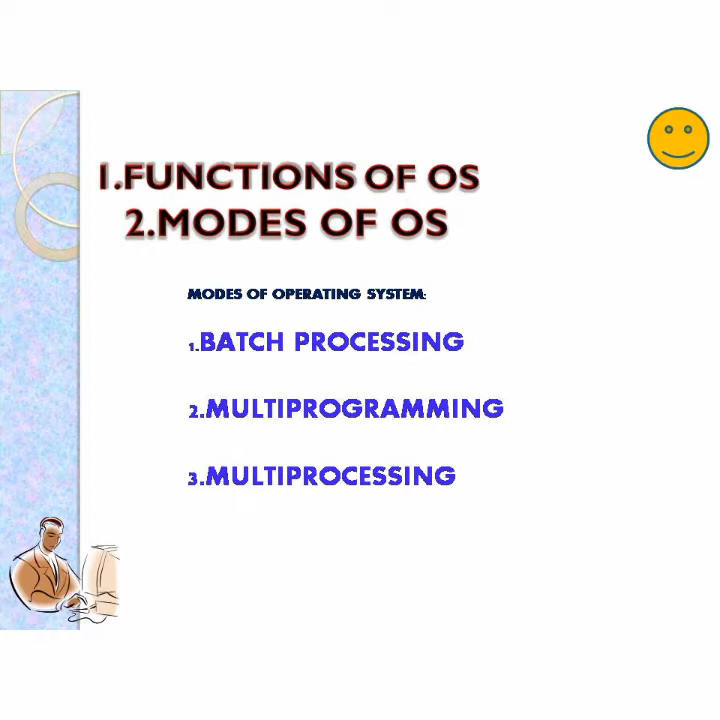 1.FUNCTIONS OF OS
2.MODES OF OS
MODES OF OPERATING SYSTEM:
1.BATCH PROCESSING
2.MULTIPROGRAMMING
3.MULTIPROCESSING